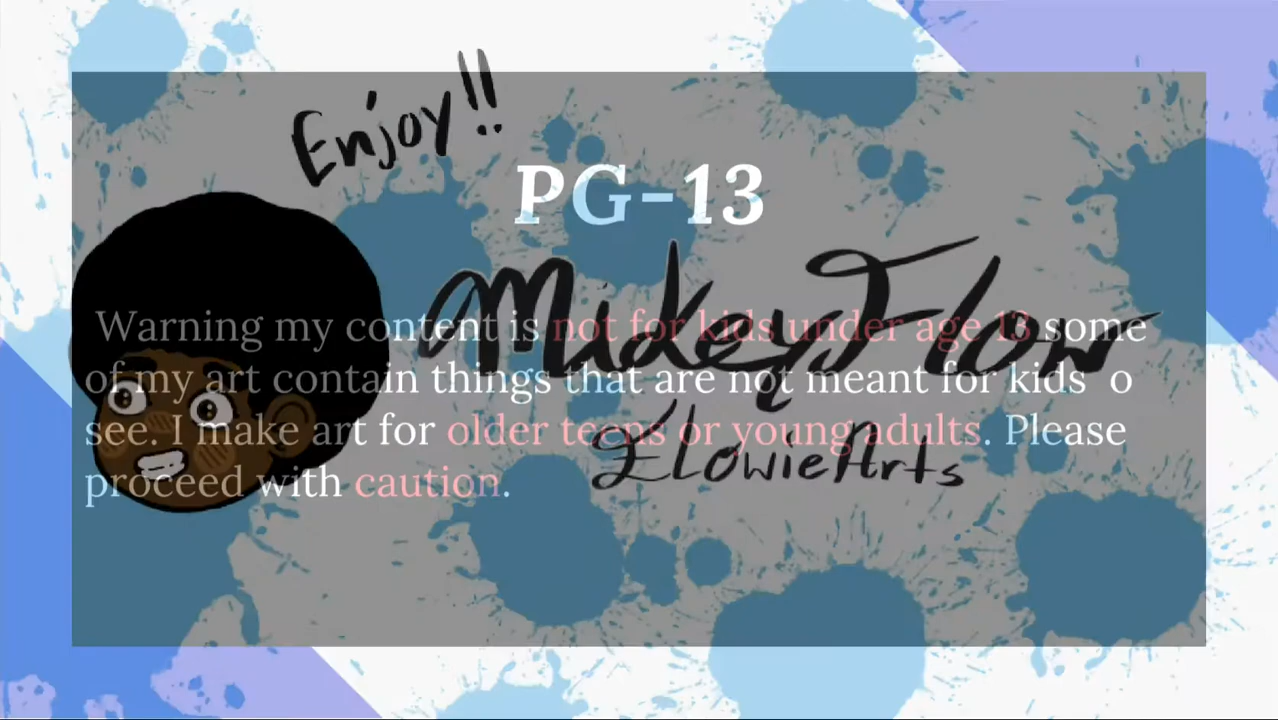 Enjoy!!
PG-13
MikeyFlow
Warning my content is not for kids under age 13 some
of my art contain things that are not meant for kids o
see. I make art for older teens or young adults. Please
FlowieArts
proceed with caution.